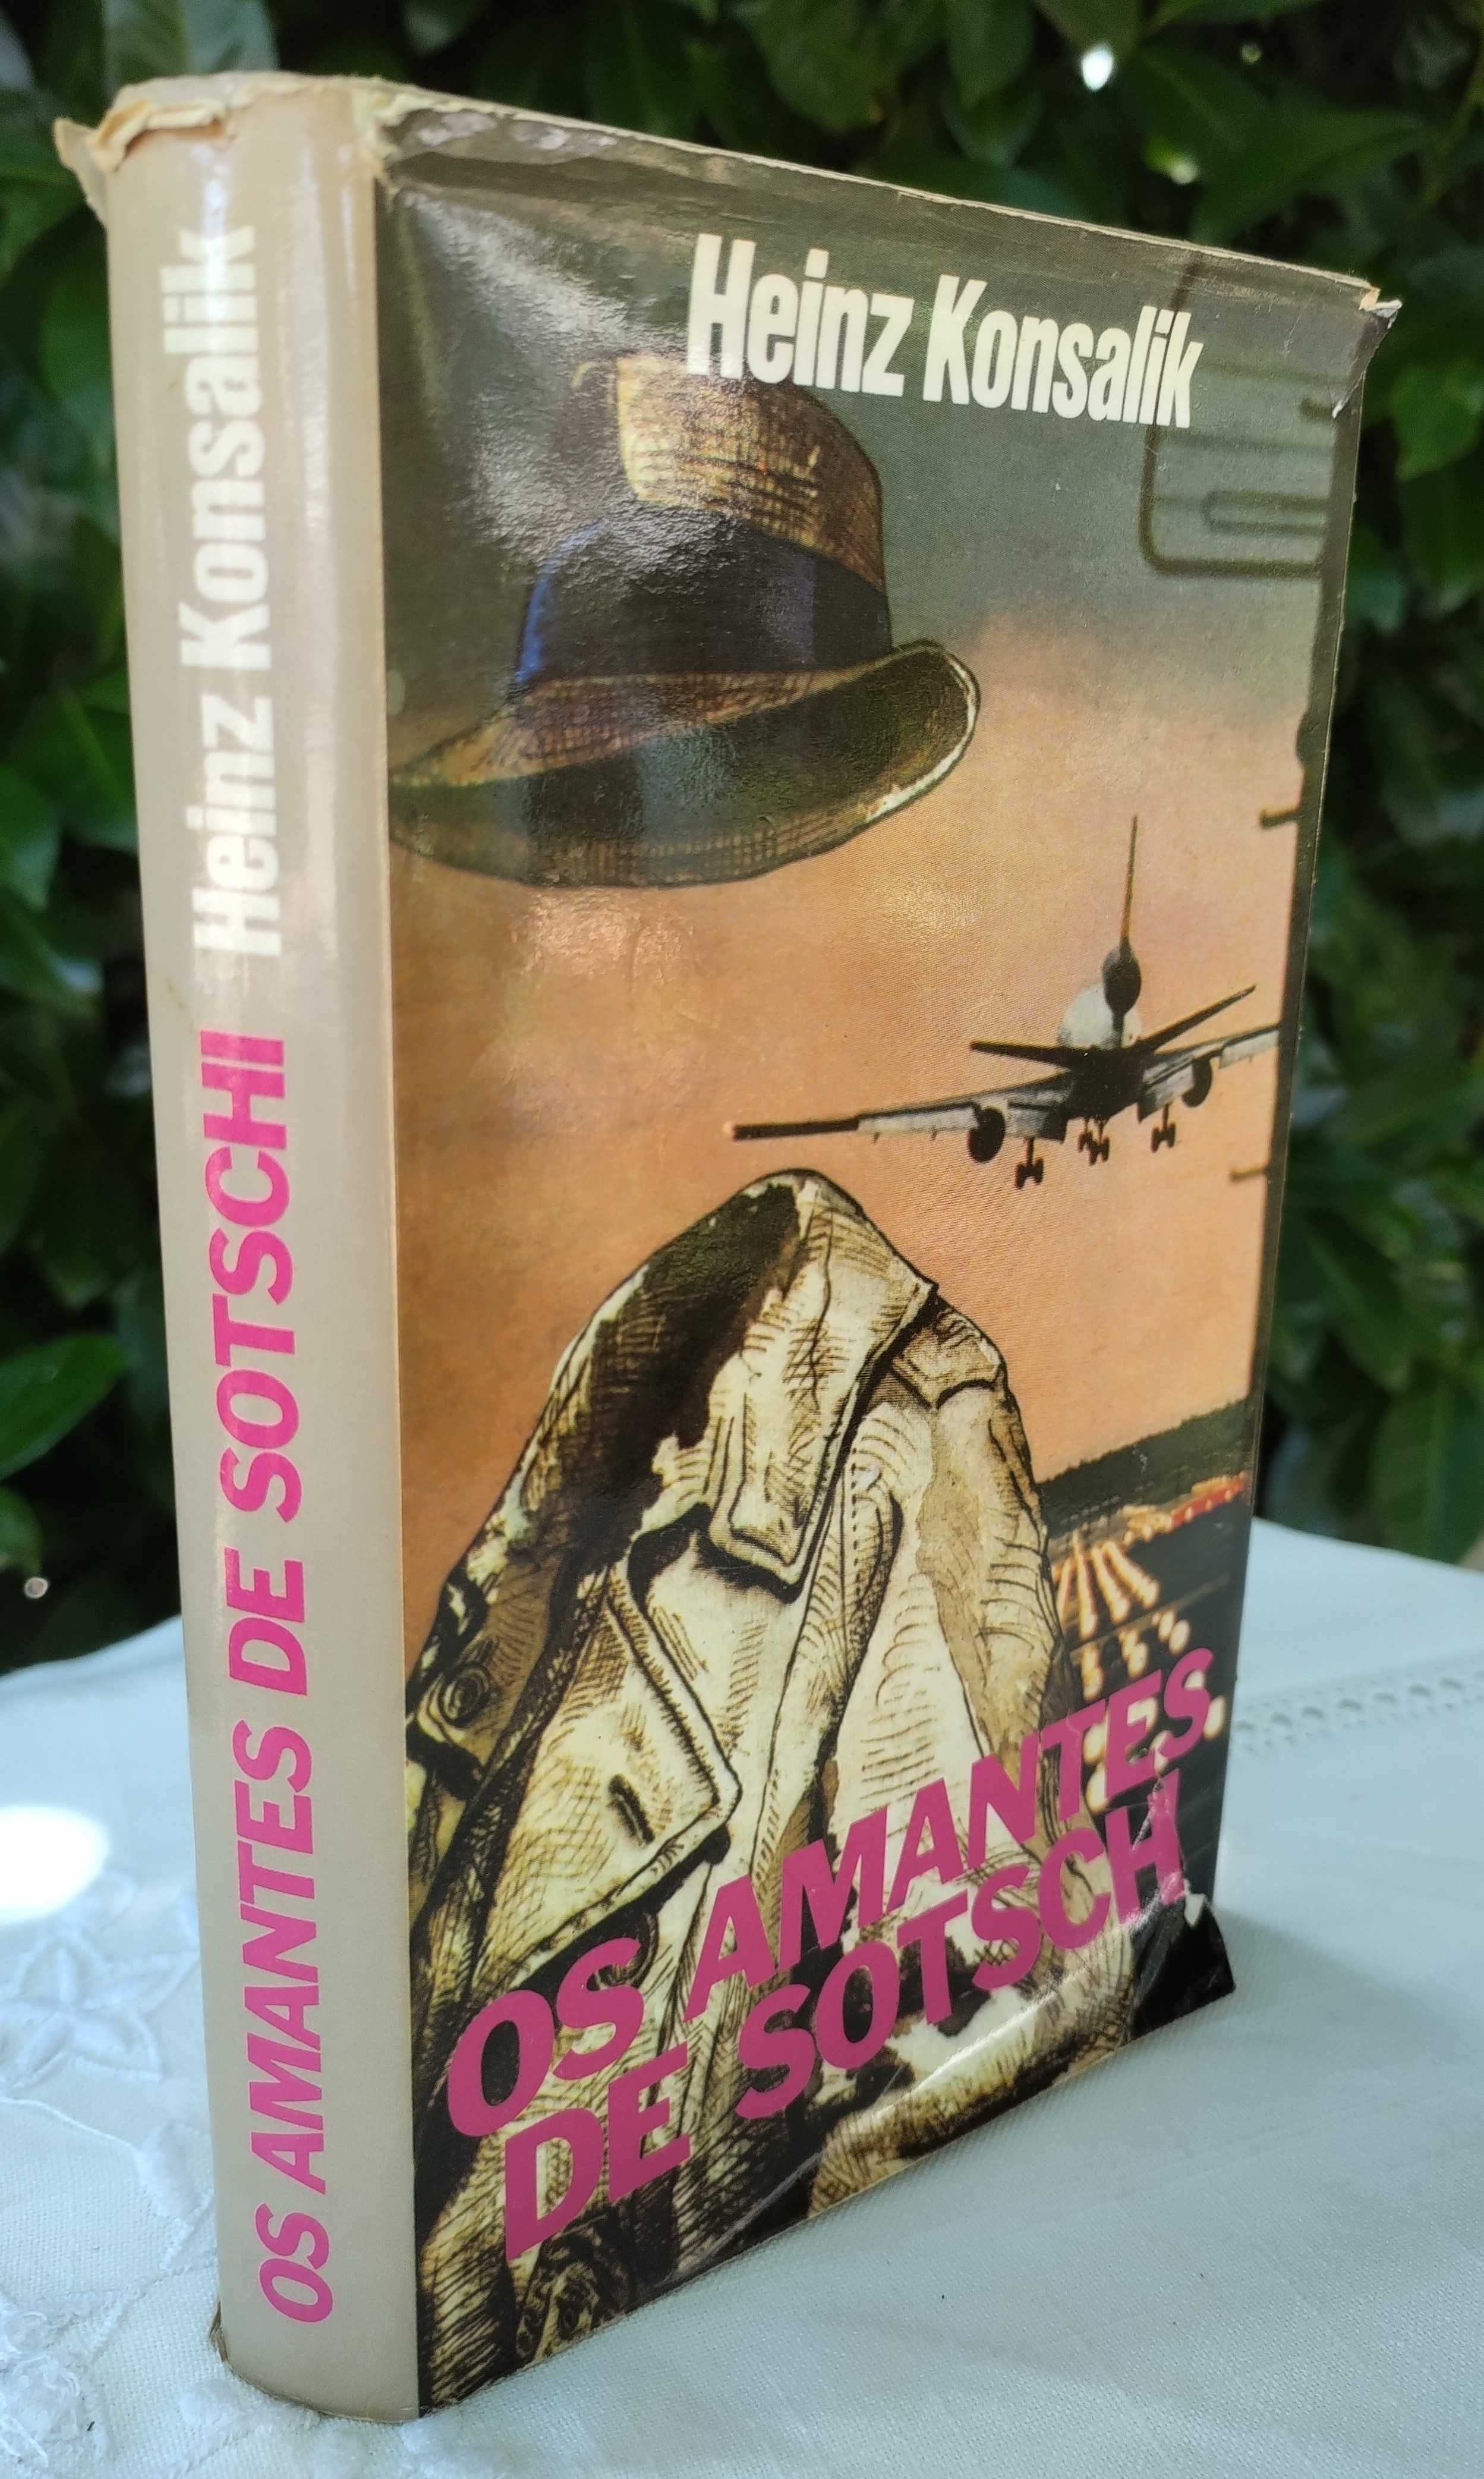 Heinz Konsalik
OS AMANTES
DE SOTSCH
OS AMANTES DE SOTSCHI Heinz Konsalik